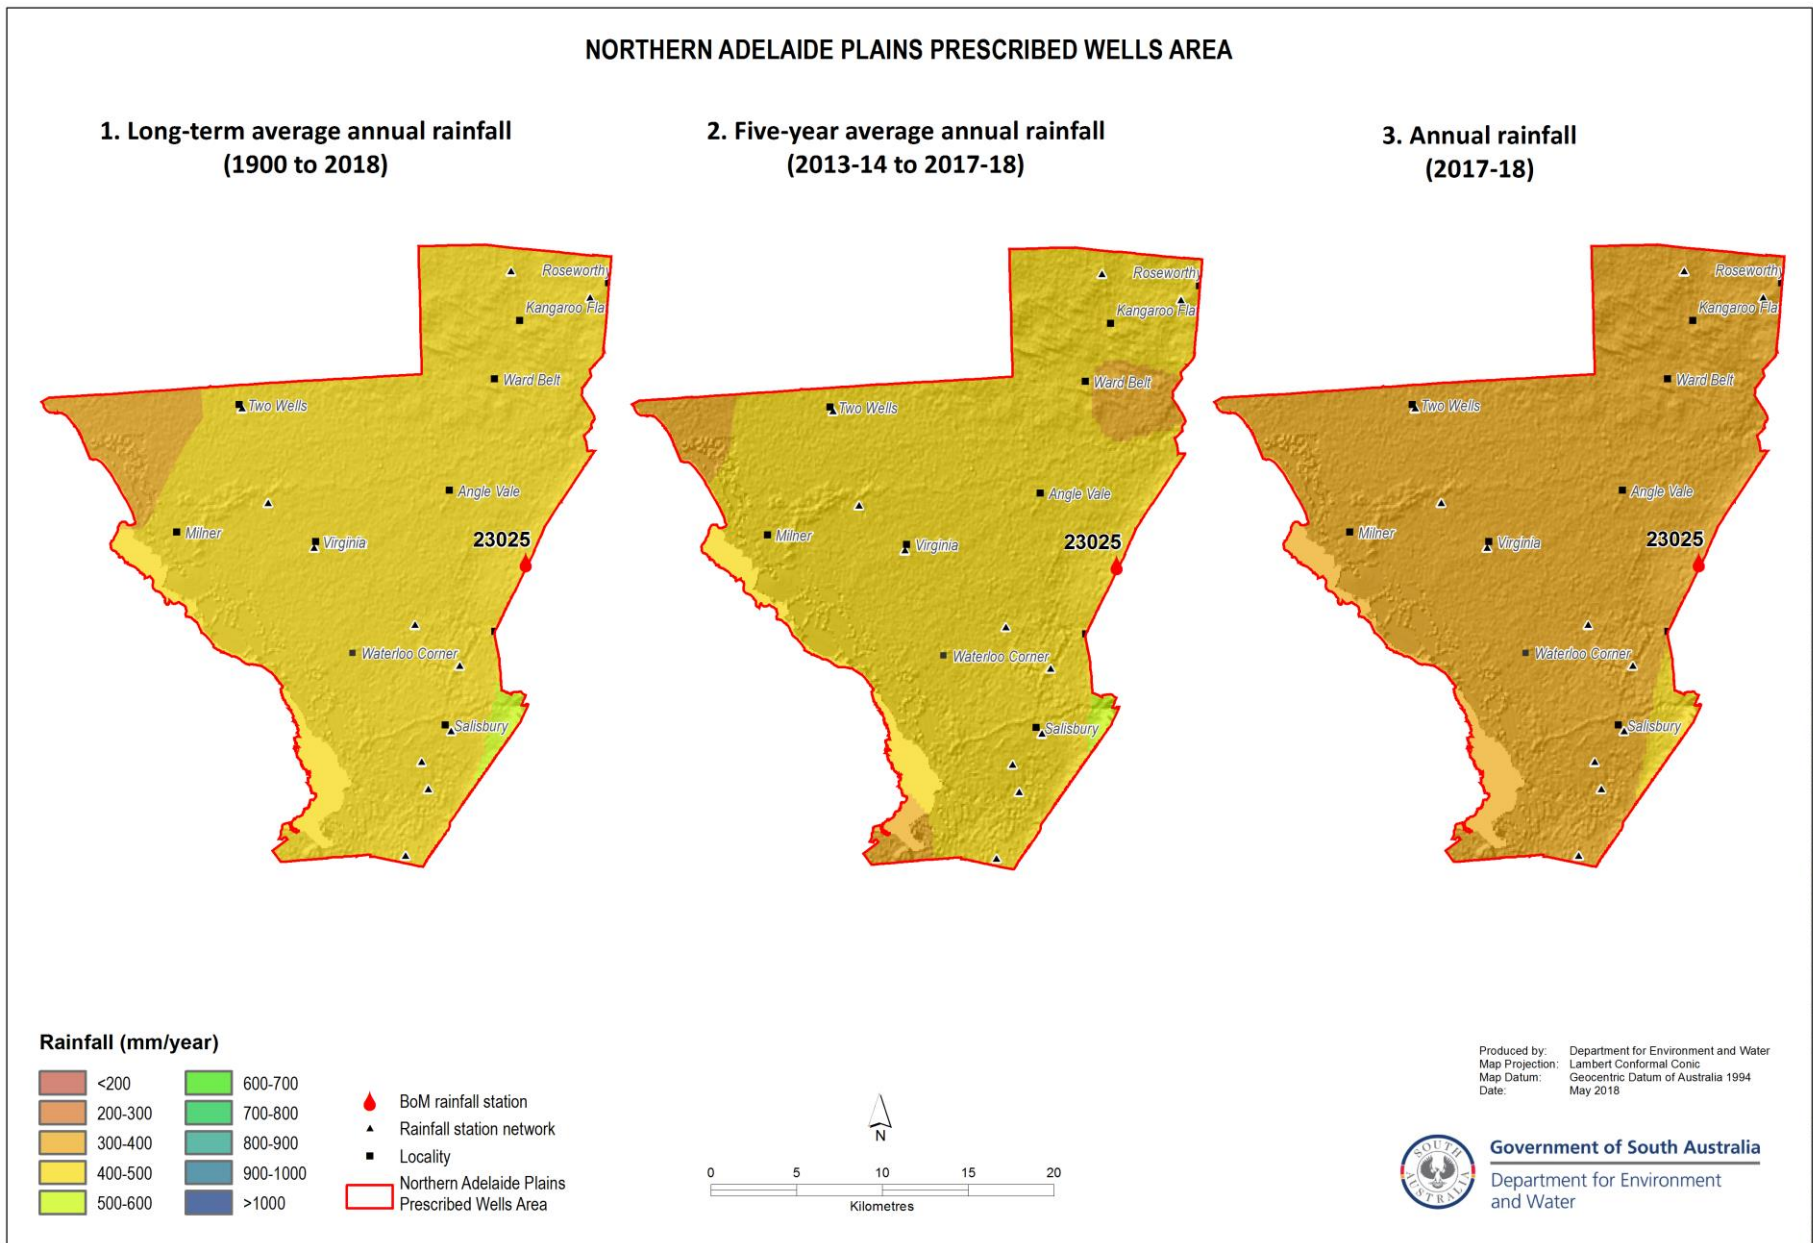 NORTHERN ADELAIDE PLAINS PRESCRIBED WELLS AREA
1. Long-term average annual rainfall
(1900 to 2018)
2. Five-year average annual rainfall
(2013-14 to 2017-18)
3. Annual rainfall
(2017-18)
Roseworthy
Kangaroo Fla
Ward Belt
Two Wells
Angle Vale
Milner
Virginia
23025
Waterloo Corner
Salisbury
Roseworthy
Kangaroo Fla
Ward Belt
Two Wells
Angle Vale
Milner
Virginia
23025
Waterloo Corner
Salisbury
Roseworthy
Kangaroo Fla
Ward Belt
Two Wells
Angle Vale
Milner
Virginia
23025
Waterloo Corner
Salisbury
Rainfall (mm/year)
<200
200-300
300-400
400-500
500-600
600-700
700-800
800-900
900-1000
>1000
BoM rainfall station
Rainfall station network
Locality
Northern Adelaide Plains
Prescribed Wells Area
N
0 5 10 15 20
Kilometres
Produced by: Department for Environment and Water
Map Projection: Lambert Conformal Conic
Map Datum: Geocentric Datum of Australia 1994
Date: May 2018
SOUTH
AUSTRALIA
Government of South Australia
Department for Environment
and Water